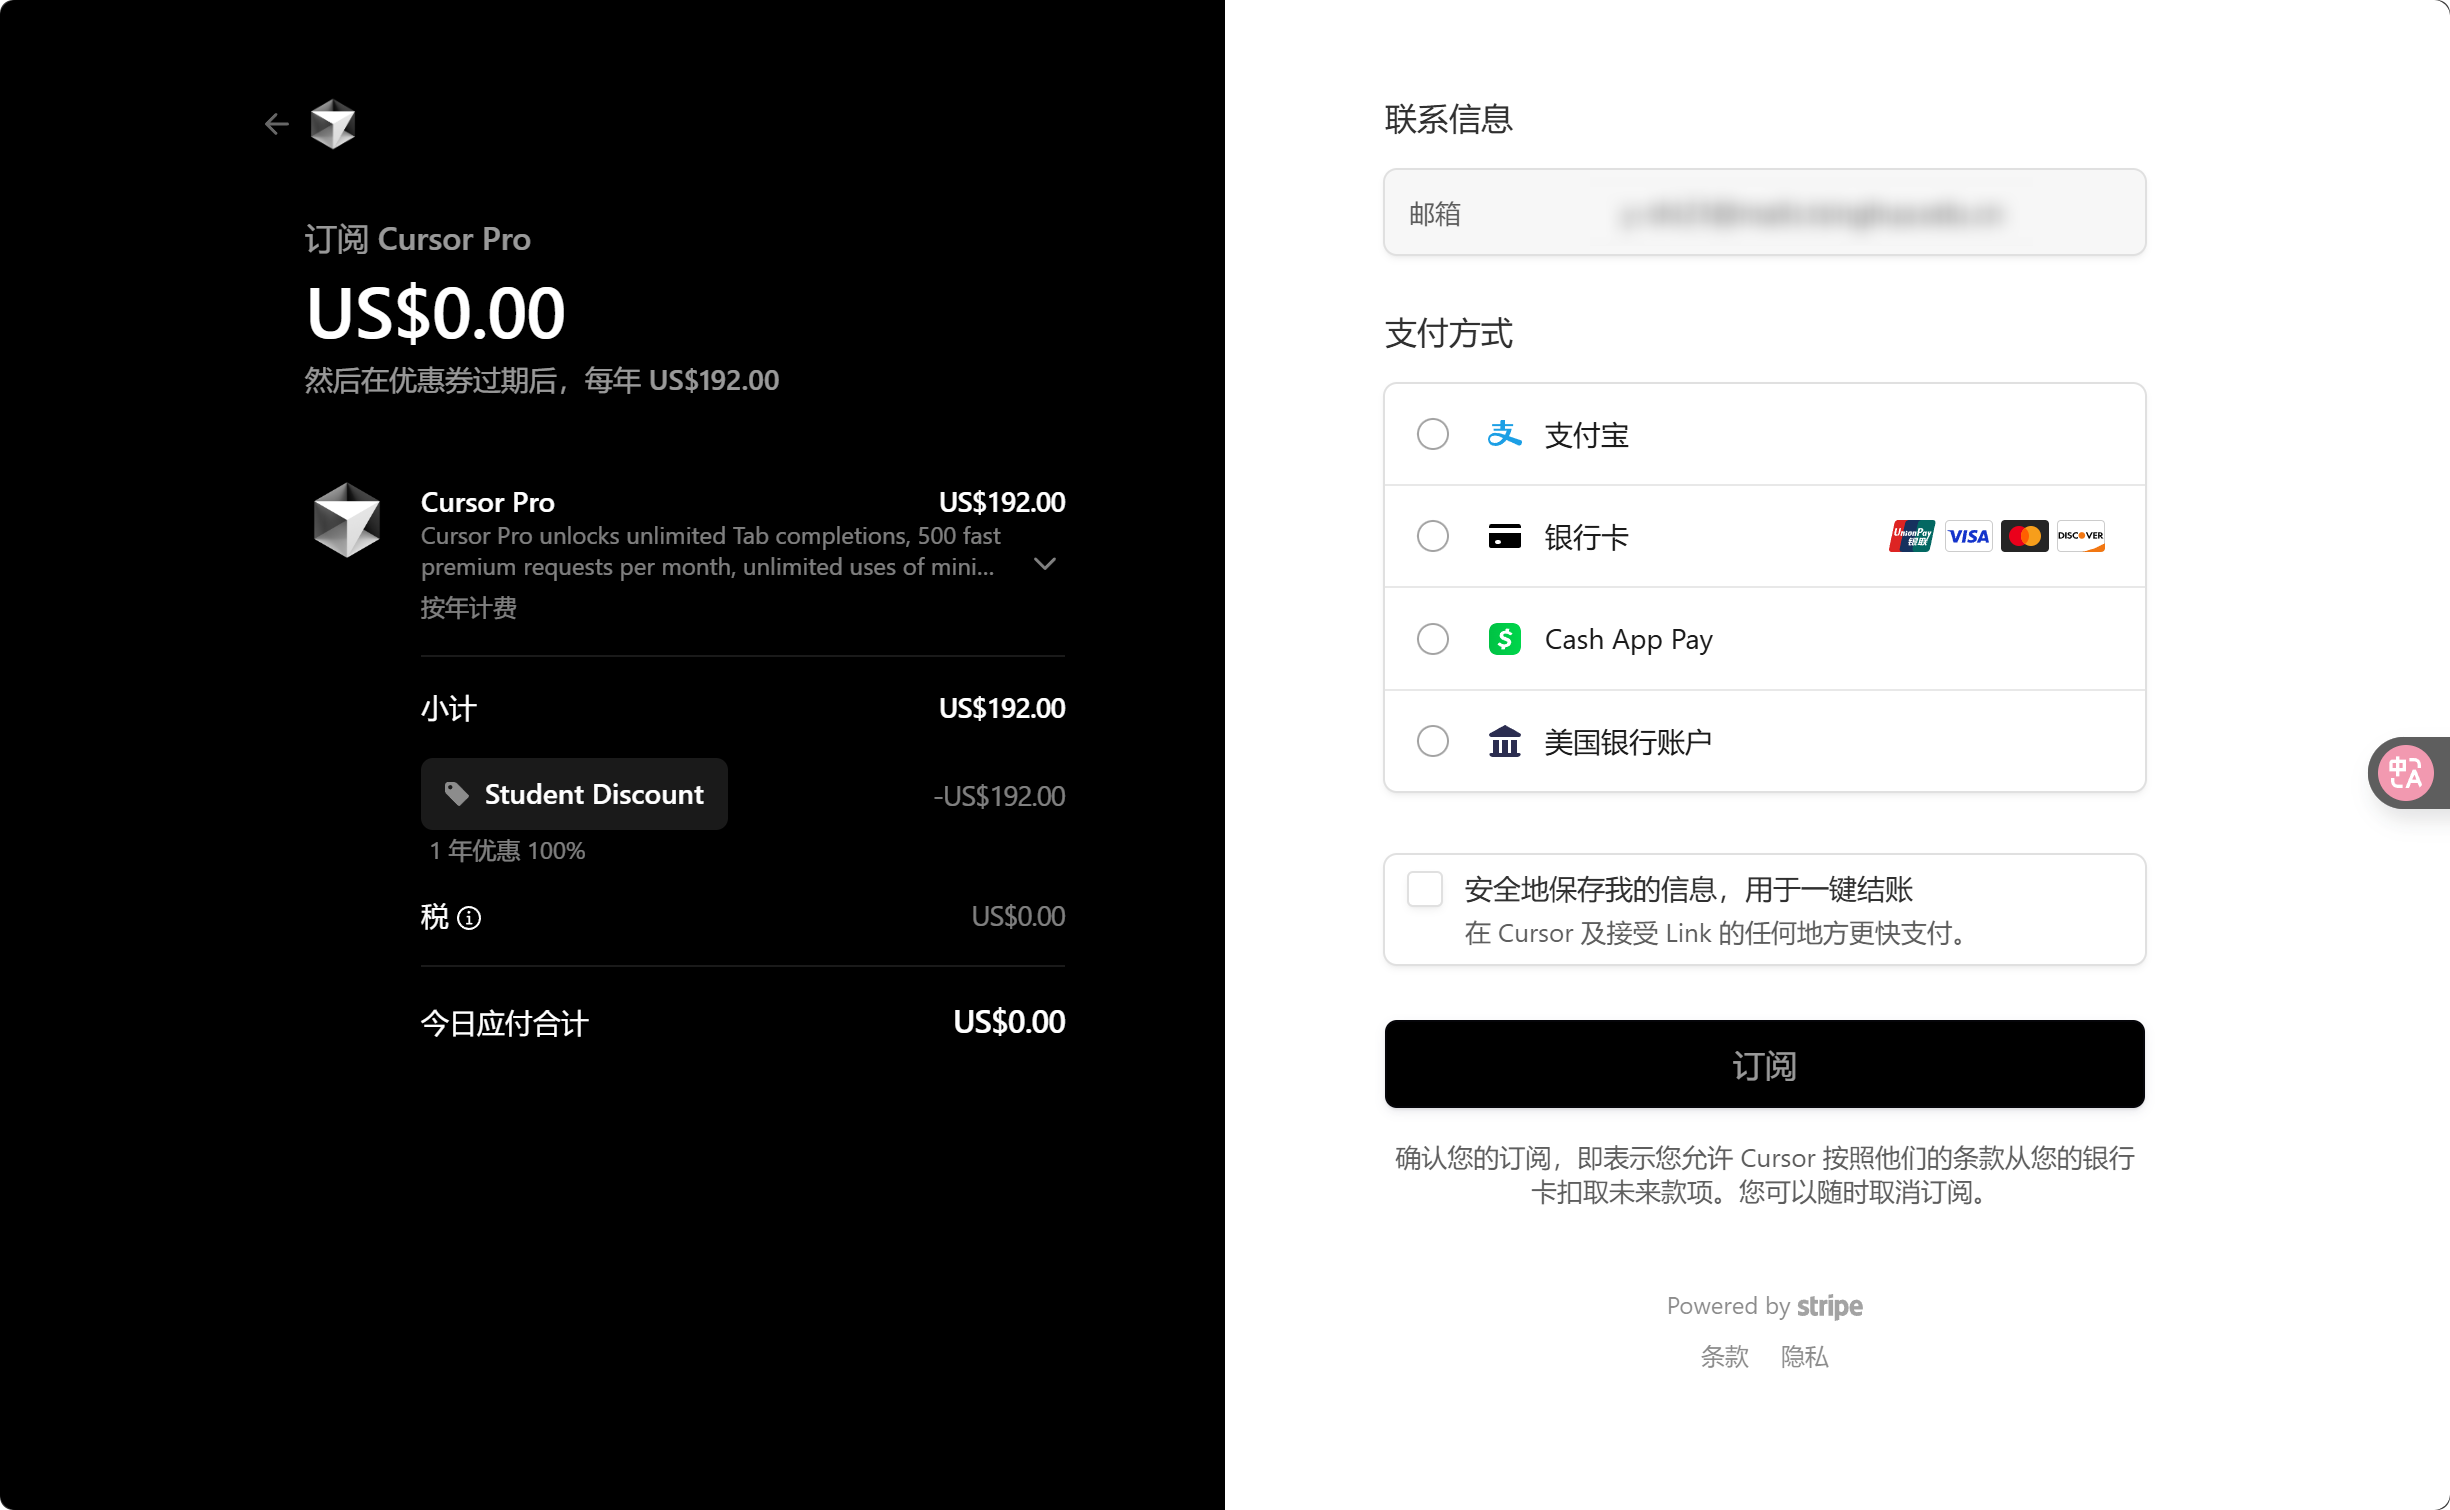 订阅 Cursor Pro
US$0.00
然后在优惠券过期后，每年 US$192.00
Cursor Pro US$192.00
Cursor Pro unlocks unlimited Tab completions, 500 fast
premium requests per month, unlimited uses of mini...
按年计费
小计 US$192.00
Student Discount -US$192.00
1 年优惠 100%
税 US$0.00
今日应付合计 US$0.00
联系信息
邮箱
支付方式
支付宝
银行卡 UnionPay 银联 VISA DISCOVER
Cash App Pay
美国银行账户
安全地保存我的信息，用于一键结账
在 Cursor 及接受 Link 的任何地方更快支付。
订阅
确认您的订阅，即表示您允许 Cursor 按照他们的条款从您的银行
卡扣取未来款项。您可以随时取消订阅。
Powered by stripe
条款 隐私
中 A